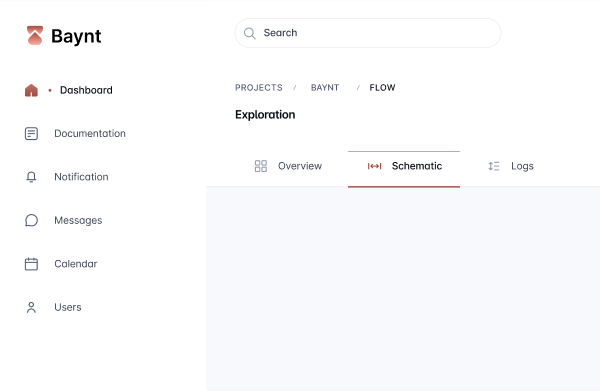 Baynt
Search
Dashboard
PROJECTS / BAYNT / FLOW
Exploration
Documentation
Overview
Schematic
Logs
Notification
Messages
Calendar
Users